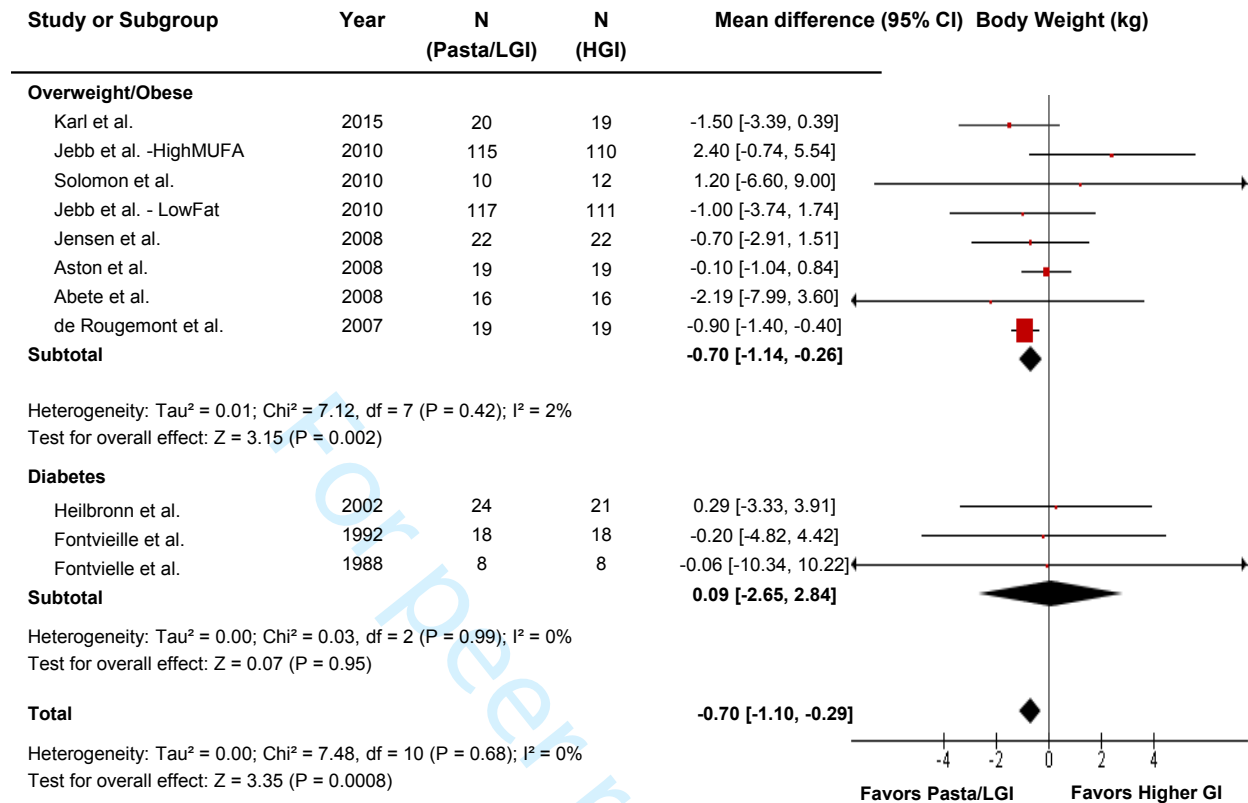 Study or Subgroup Year N N Mean difference (95% CI) Body Weight (kg)
(Pasta/LGI) (HGI)
Overweight/Obese
Karl et al. 2015 20 19 -1.50 [-3.39, 0.39]
Jebb et al. -HighMUFA 2010 115 110 2.40 [-0.74, 5.54]
Solomon et al. 2010 10 12 1.20 [-6.60, 9.00]
Jebb et al. - LowFat 2010 117 111 -1.00 [-3.74, 1.74]
Jensen et al. 2008 22 22 -0.70 [-2.91, 1.51]
Aston et al. 2008 19 19 -0.10 [-1.04, 0.84]
Abete et al. 2008 16 16 -2.19 [-7.99, 3.60]
de Rougemont et al. 2007 19 19 -0.90 [-1.40, -0.40]
Subtotal -0.70 [-1.14, -0.26]
Heterogeneity: Tau² = 0.01; Chi² = 7.12, df = 7 (P = 0.42); I² = 2%
Test for overall effect: Z = 3.15 (P = 0.002)
Diabetes
Heilbronn et al. 2002 24 21 0.29 [-3.33, 3.91]
Fontvieille et al. 1992 18 18 -0.20 [-4.82, 4.42]
Fontvielle et al. 1988 8 8 -0.06 [-10.34, 10.22]
Subtotal 0.09 [-2.65, 2.84]
Heterogeneity: Tau² = 0.00; Chi² = 0.03, df = 2 (P = 0.99); I² = 0%
Test for overall effect: Z = 0.07 (P = 0.95)
Total -0.70 [-1.10, -0.29]
Heterogeneity: Tau² = 0.00; Chi² = 7.48, df = 10 (P = 0.68); I² = 0%
Test for overall effect: Z = 3.35 (P = 0.0008)
-4 -2 0 2 4
Favors Pasta/LGI Favors Higher GI
For peer r